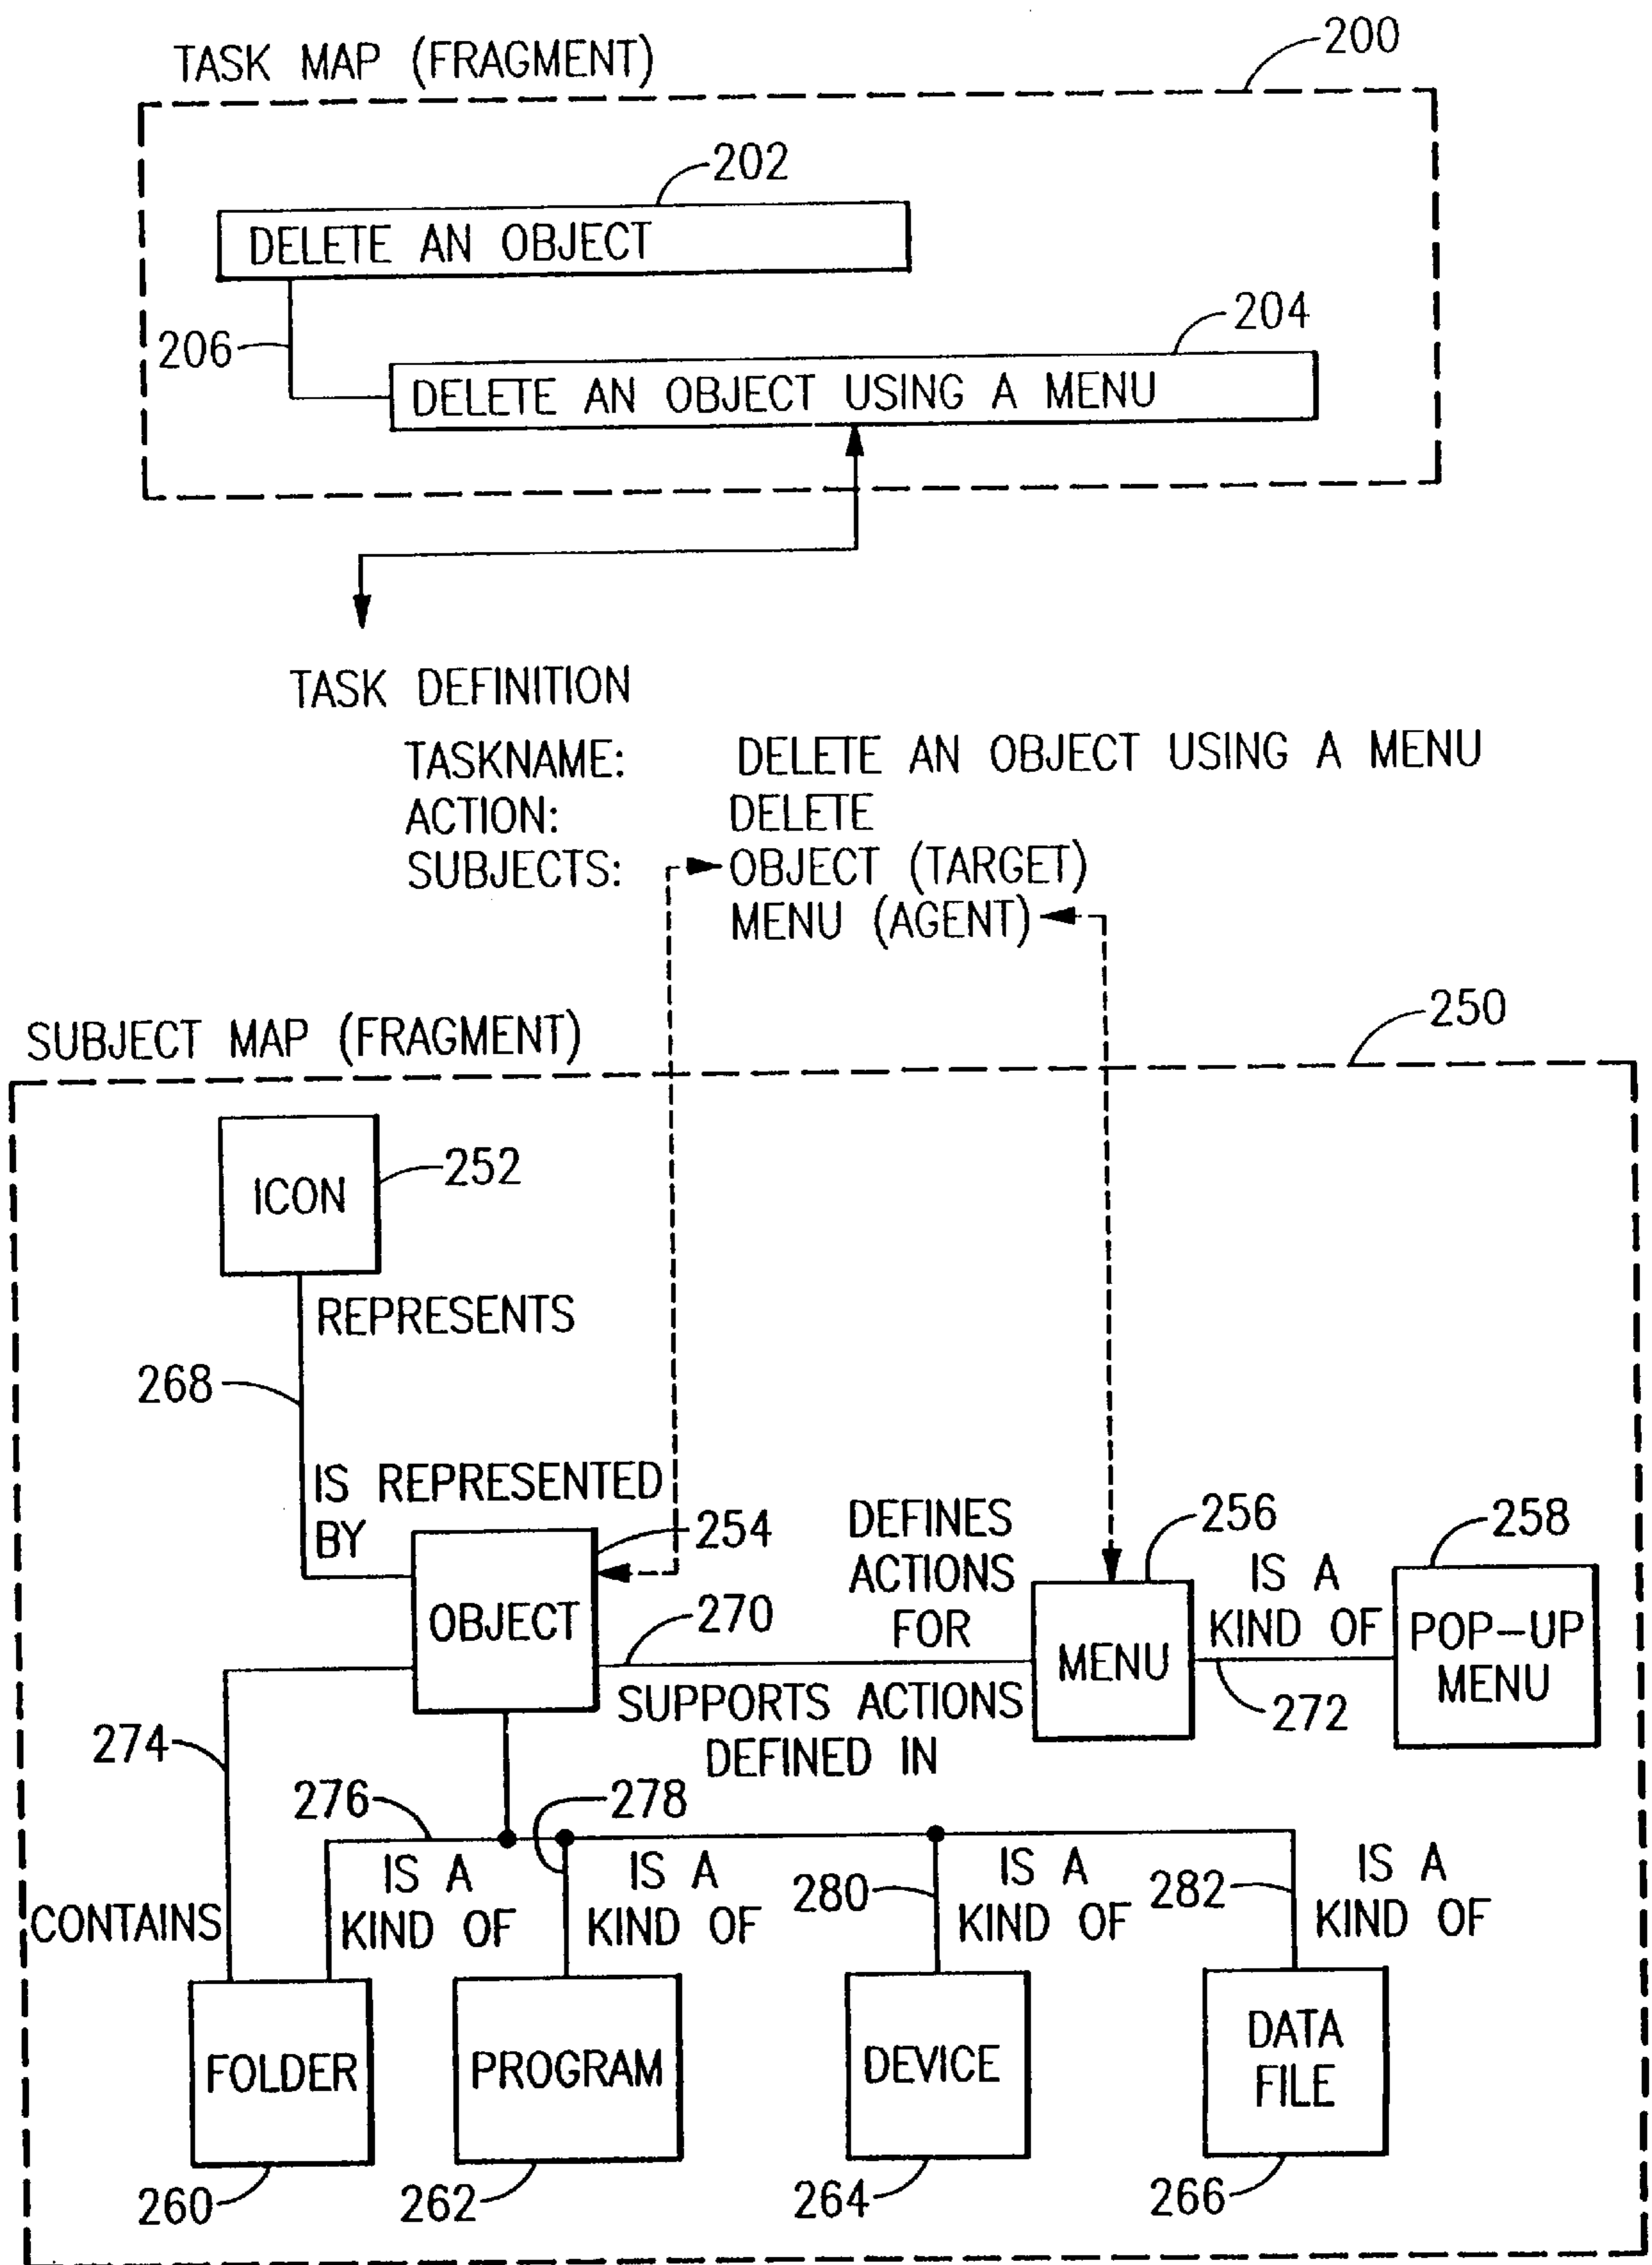 TASK MAP (FRAGMENT)
200
202
DELETE AN OBJECT
206
204
DELETE AN OBJECT USING A MENU
TASK DEFINITION
TASKNAME: DELETE AN OBJECT USING A MENU
ACTION: DELETE
SUBJECTS: OBJECT (TARGET)
MENU (AGENT)
SUBJECT MAP (FRAGMENT)
250
ICON
252
REPRESENTS
268
IS REPRESENTED
BY
254
OBJECT
270
DEFINES
ACTIONS
FOR
SUPPORTS ACTIONS
DEFINED IN
256
MENU
IS A
KIND OF
272
258
POP-UP
MENU
274
CONTAINS
276
IS A
KIND OF
278
IS A
KIND OF
280
IS A
KIND OF
282
IS A
KIND OF
FOLDER
PROGRAM
DEVICE
DATA
FILE
260
262
264
266